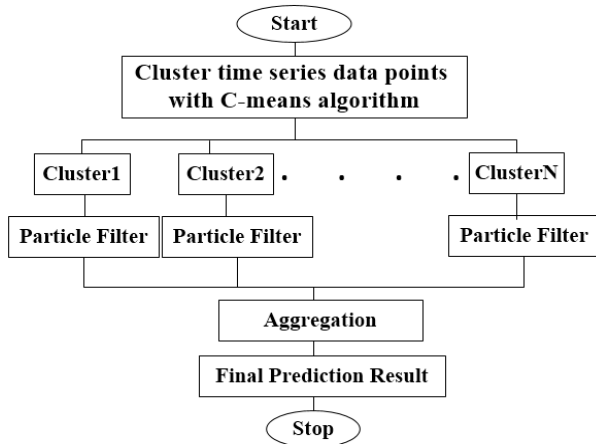 Start
Cluster time series data points
with C-means algorithm
Cluster1 Cluster2 . . . . ClusterN
Particle Filter Particle Filter Particle Filter
Aggregation
Final Prediction Result
Stop